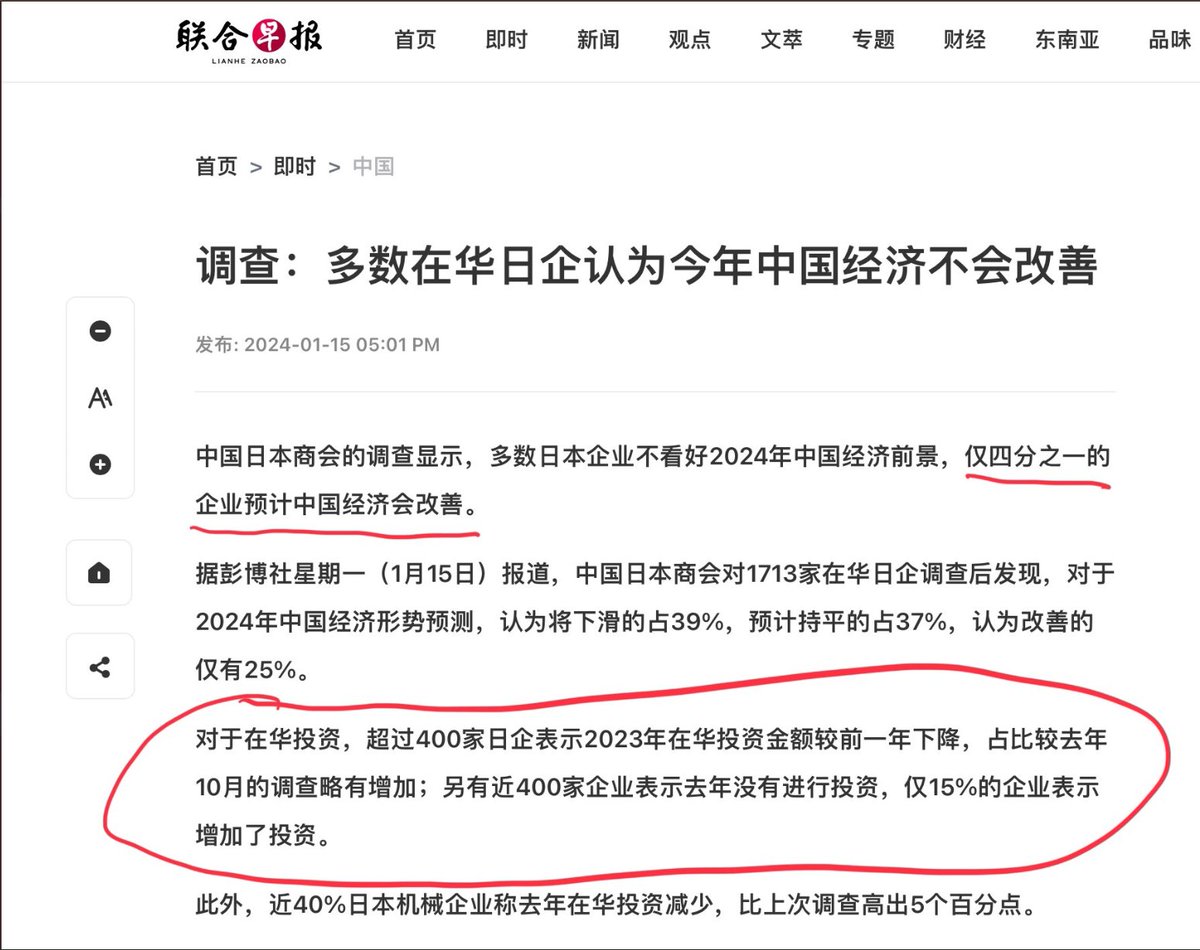 联合早报
LIANHE ZAOBAO
首页 即时 新闻 观点 文萃 专题 财经 东南亚 品味
首页 > 即时 > 中国
调查：多数在华日企认为今年中国经济不会改善
发布: 2024-01-15 05:01 PM
中国日本商会的调查显示，多数日本企业不看好2024年中国经济前景，仅四分之一的
企业预计中国经济会改善。
据彭博社星期一（1月15日）报道，中国日本商会对1713家在华日企调查后发现，对于
2024年中国经济形势预测，认为将下滑的占39%，预计持平的占37%，认为改善的
仅有25%。
对于在华投资，超过400家日企表示2023年在华投资金额较前一年下降，占比较去年
10月的调查略有增加；另有近400家企业表示去年没有进行投资，仅15%的企业表示
增加了投资。
此外，近40%日本机械企业称去年在华投资减少，比上次调查高出5个百分点。